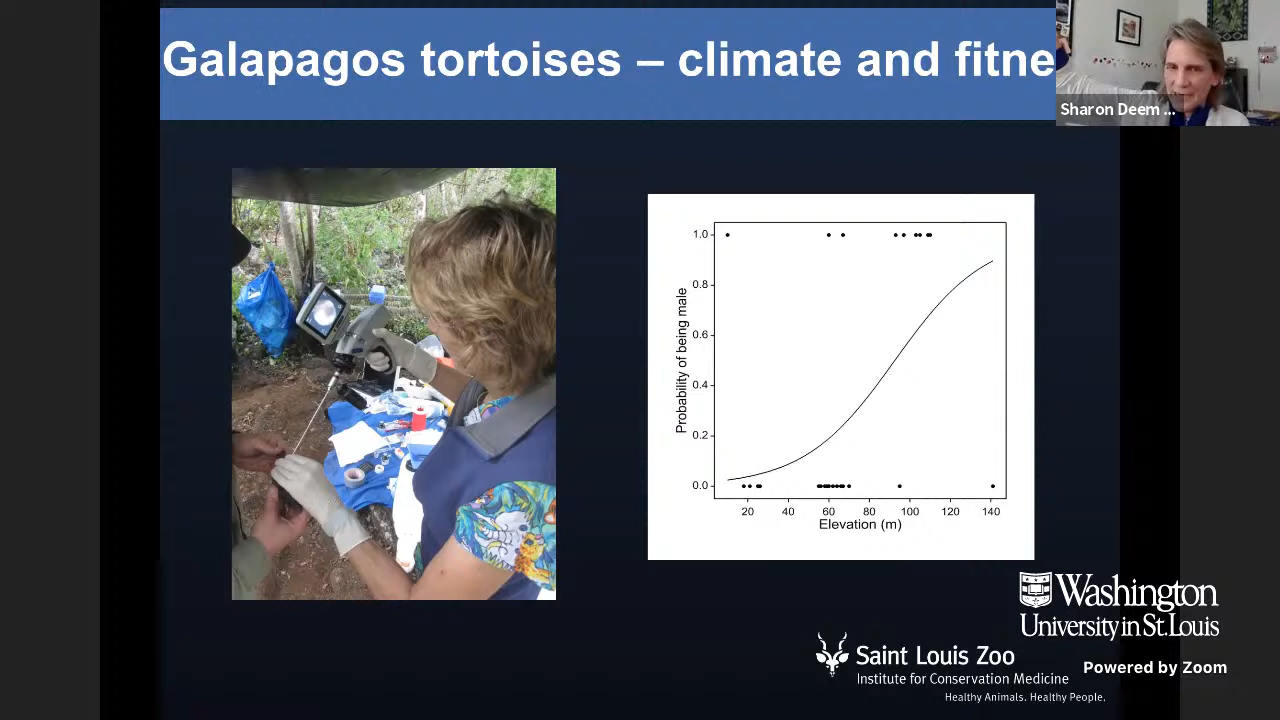 Galapagos tortoises – climate and fitne
Sharon Deem ...
Probability of being male
1.0
0.8
0.6
0.4
0.2
0.0
20 40 60 80 100 120 140
Elevation (m)
Washington
University in St. Louis
Saint Louis Zoo
Institute for Conservation Medicine
Healthy Animals. Healthy People.
Powered by Zoom